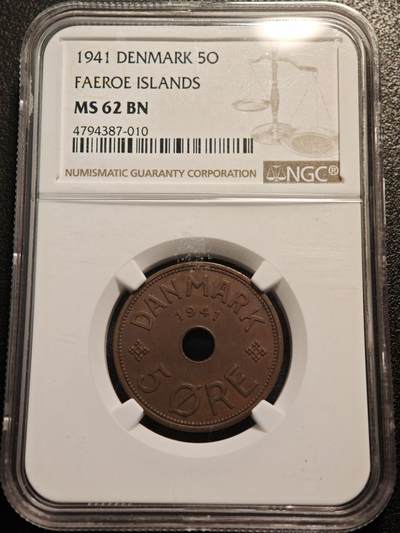 1941 DENMARK 5O
FAEROE ISLANDS
MS 62 BN
4794387-010
NUMISMATIC GUARANTY CORPORATION
NGC®
DANMARK
1941
5 ØRE